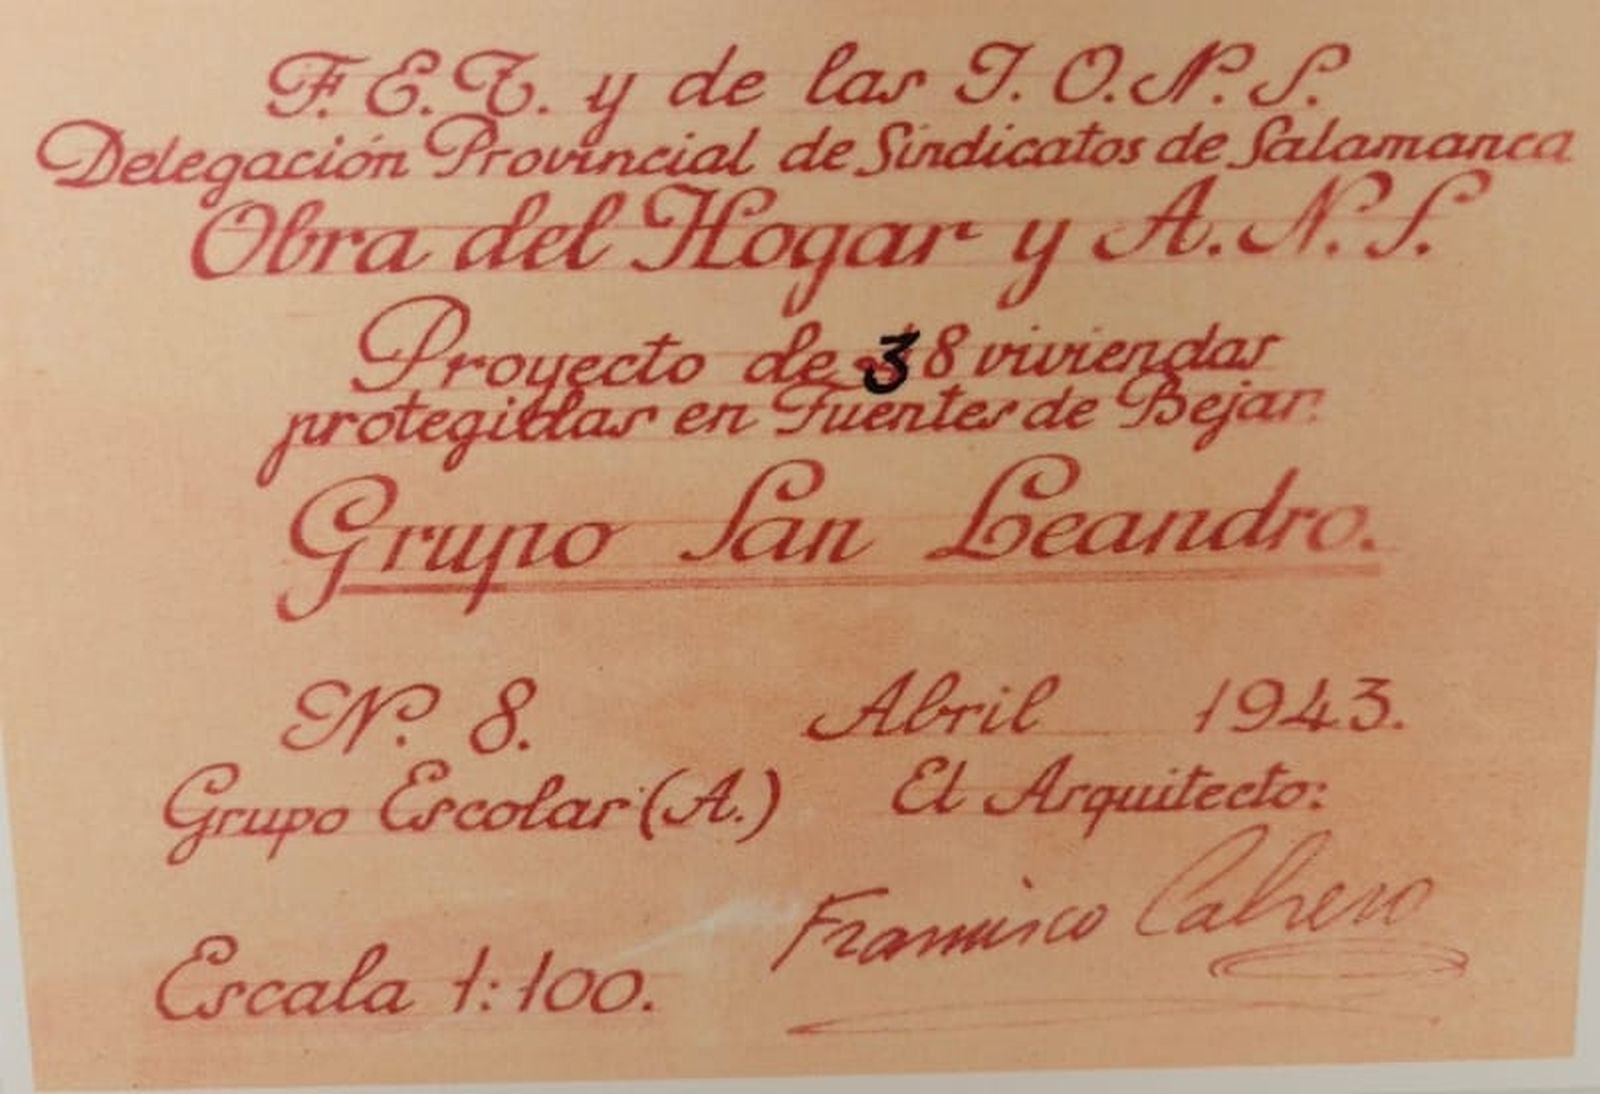 F. E. T. y de las J. O. N. S.
Delegación Provincial de Sindicatos de Salamanca
Obra del Hogar y A. N. S.
Proyecto de 38 viviendas
protegidas en Fuentes de Bejar.
Grupo San Leandro.
N. 8. Abril 1943.
Grupo Escolar (A.) El Arquitecto:
Francisco Cabrero
Escala 1:100.